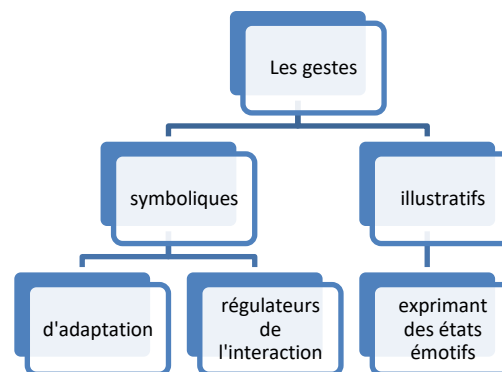 Les gestes
symboliques
illustratifs
d'adaptation
régulateurs
de
l'interaction
exprimant
des états
émotifs